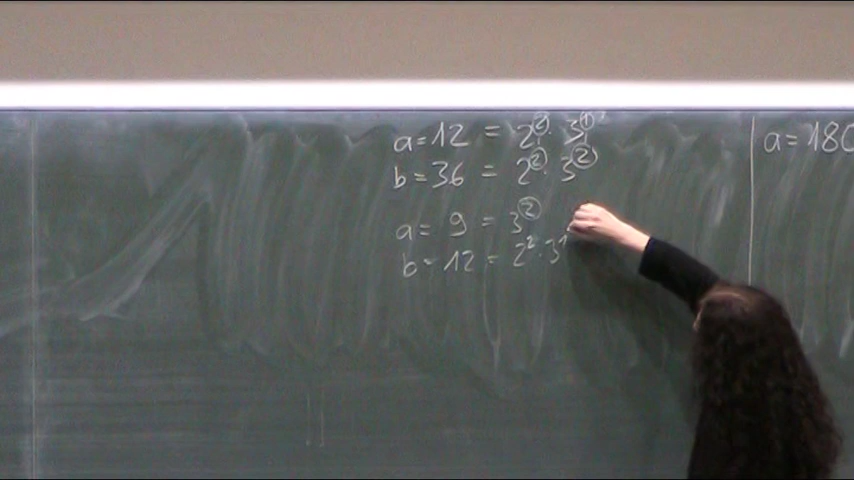 a = 12 = 2² · 3¹
b = 36 = 2² · 3²
a = 9 = 3²
b = 12 = 2² · 3¹
a = 180